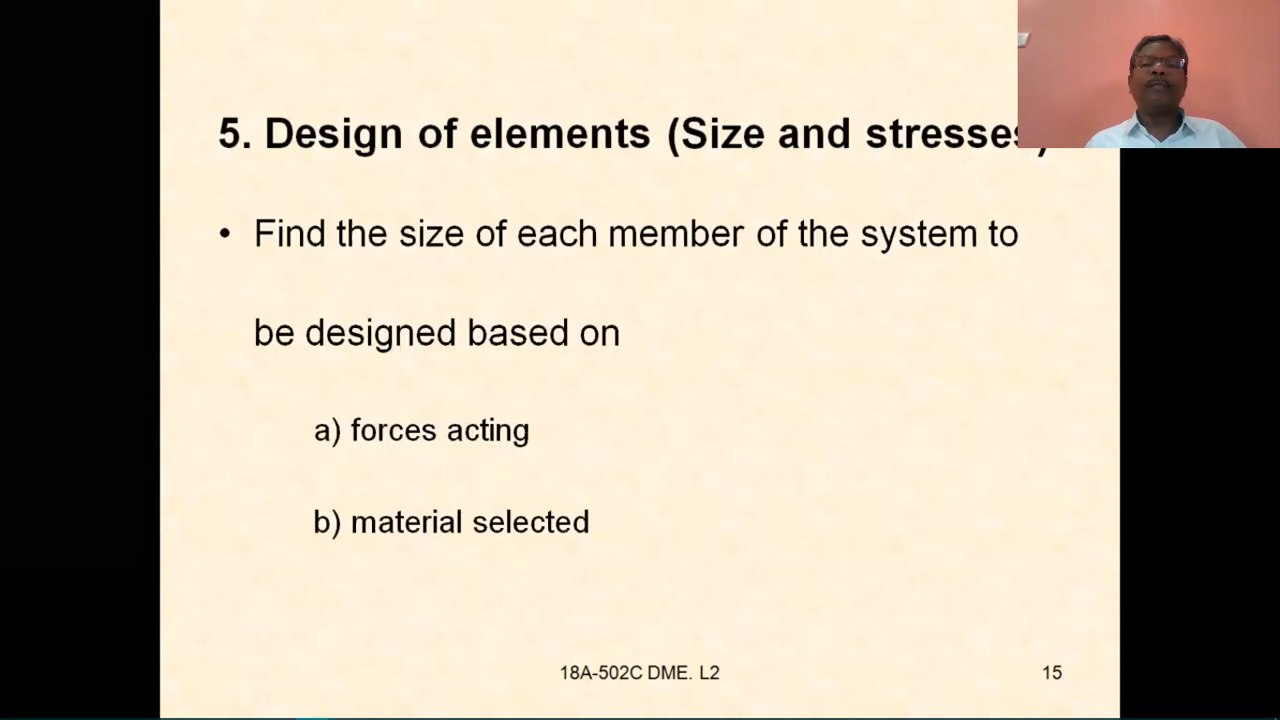 5. Design of elements (Size and stresses)
• Find the size of each member of the system to
be designed based on
a) forces acting
b) material selected
18A-502C DME. L2
15